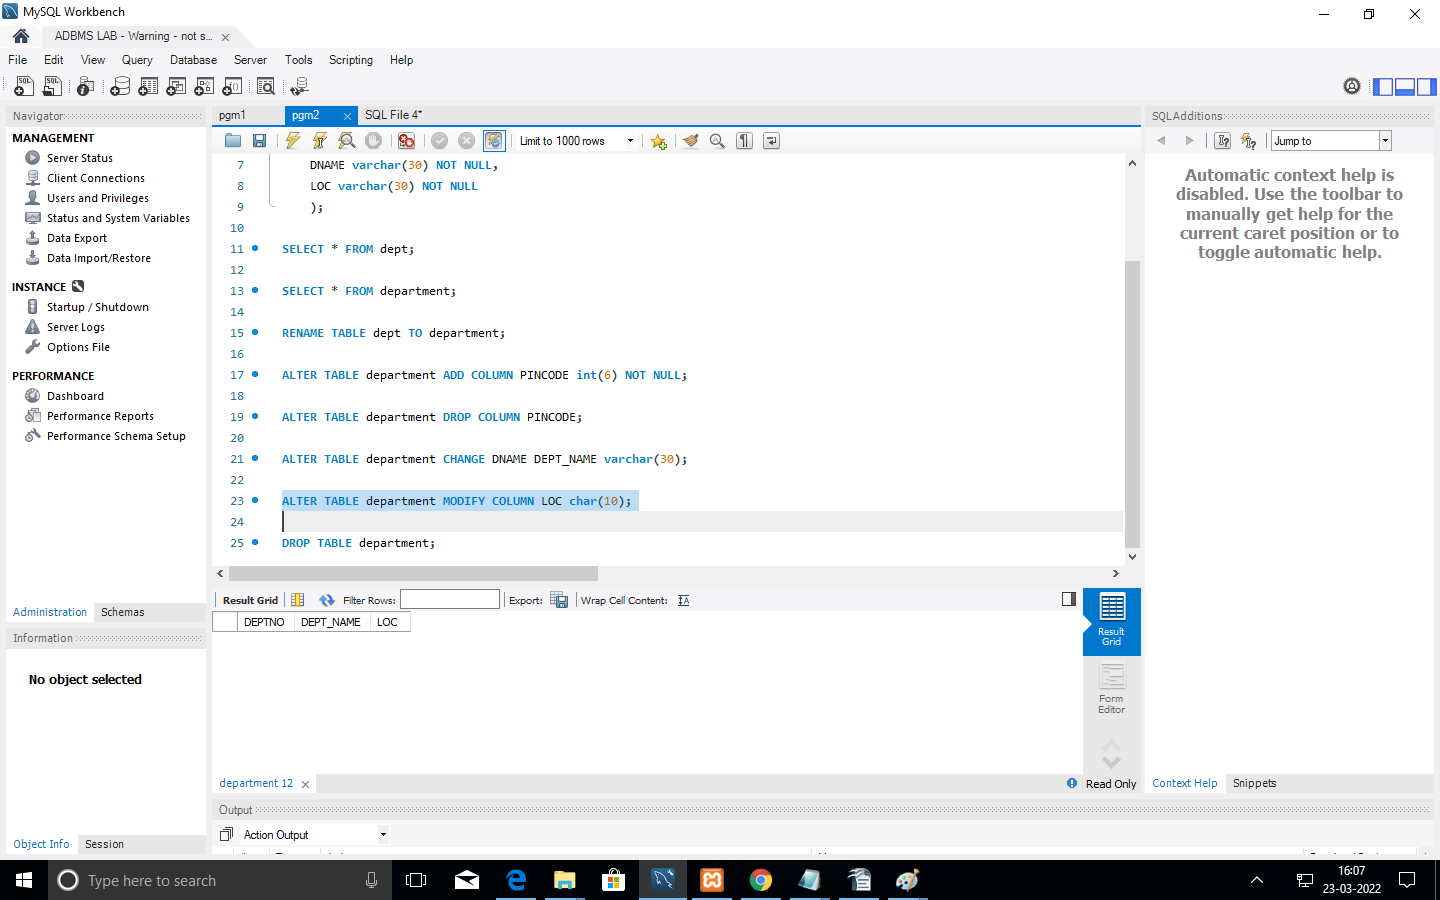 MySQL Workbench
ADBMS LAB - Warning - not s...
File Edit View Query Database Server Tools Scripting Help
Navigator
MANAGEMENT
Server Status
Client Connections
Users and Privileges
Status and System Variables
Data Export
Data Import/Restore
INSTANCE
Startup / Shutdown
Server Logs
Options File
PERFORMANCE
Dashboard
Performance Reports
Performance Schema Setup
Administration Schemas
Information
No object selected
Object Info Session
pgm1 pgm2 SQL File 4*
Limit to 1000 rows
7 DNAME varchar(30) NOT NULL,
8 LOC varchar(30) NOT NULL
9 );
10
11 SELECT * FROM dept;
12
13 SELECT * FROM department;
14
15 RENAME TABLE dept TO department;
16
17 ALTER TABLE department ADD COLUMN PINCODE int(6) NOT NULL;
18
19 ALTER TABLE department DROP COLUMN PINCODE;
20
21 ALTER TABLE department CHANGE DNAME DEPT_NAME varchar(30);
22
23 ALTER TABLE department MODIFY COLUMN LOC char(10);
24
25 DROP TABLE department;
Result Grid Filter Rows: Export: Wrap Cell Content:
DEPTNO DEPT_NAME LOC
Result
Grid
Form
Editor
department 12
Read Only
Output
Action Output
SQLAdditions
Jump to
Automatic context help is
disabled. Use the toolbar to
manually get help for the
current caret position or to
toggle automatic help.
Context Help Snippets
Type here to search
16:07
23-03-2022